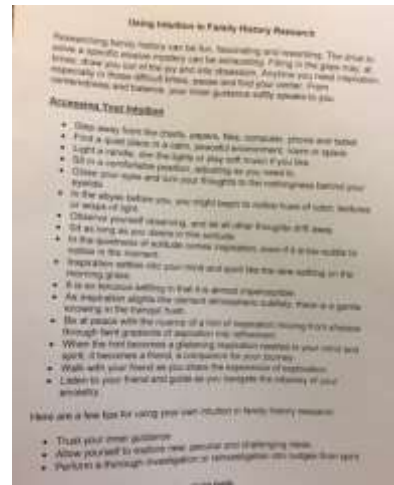 Using Intuition in Family History Research
Researching family history can be fun, fascinating and rewarding. The drive to
solve a specific elusive mystery can be exhausting. Filling in the gaps may, at
times, draw you out of the joy and into obsession. Anytime you need inspiration,
especially in those difficult times, pause and find your center. From
centeredness and balance, your inner guidance softly speaks to you.
Accessing Your Intuition
Step away from the charts, papers, files, computer, phone and tablet
Find a quiet place in a calm, peaceful environment, room or space
Light a candle, dim the lights or play soft music if you like
Sit in a comfortable position, adjusting as you need to
Close your eyes and turn your thoughts to the nothingness behind your
eyelids
In the abyss before you, you might begin to notice hues of color, textures
or wisps of light
Observe yourself observing, and let all other thoughts drift away
Sit as long as you desire in this solitude
In the quietness of solitude comes inspiration, even if it is too subtle to
notice in the moment
Inspiration settles into your mind and spirit like the dew settling on the
morning grass
It is so tenuous settling in that it is almost imperceptible
As inspiration alights the clement atmosphere subtlety, there is a gentle
knowing in the tranquil hush
Be at peace with the nuance of a hint of inspiration moving from
through faint gradients of aspiration into refinement
When the hint becomes a glistening inspiration nestled in your mind and
spirit, it becomes a friend, a companion for your journey
Walk with your friend as you share the experience of exploration
Listen to your friend and guide as you navigate the odyssey of your
ancestry
Here are a few tips for using your own intuition in family history research
Trust your inner guidance
Allow yourself to explore new, peculiar and challenging ideas
Perform a thorough investigation or reinvestigation into nudges from spirit